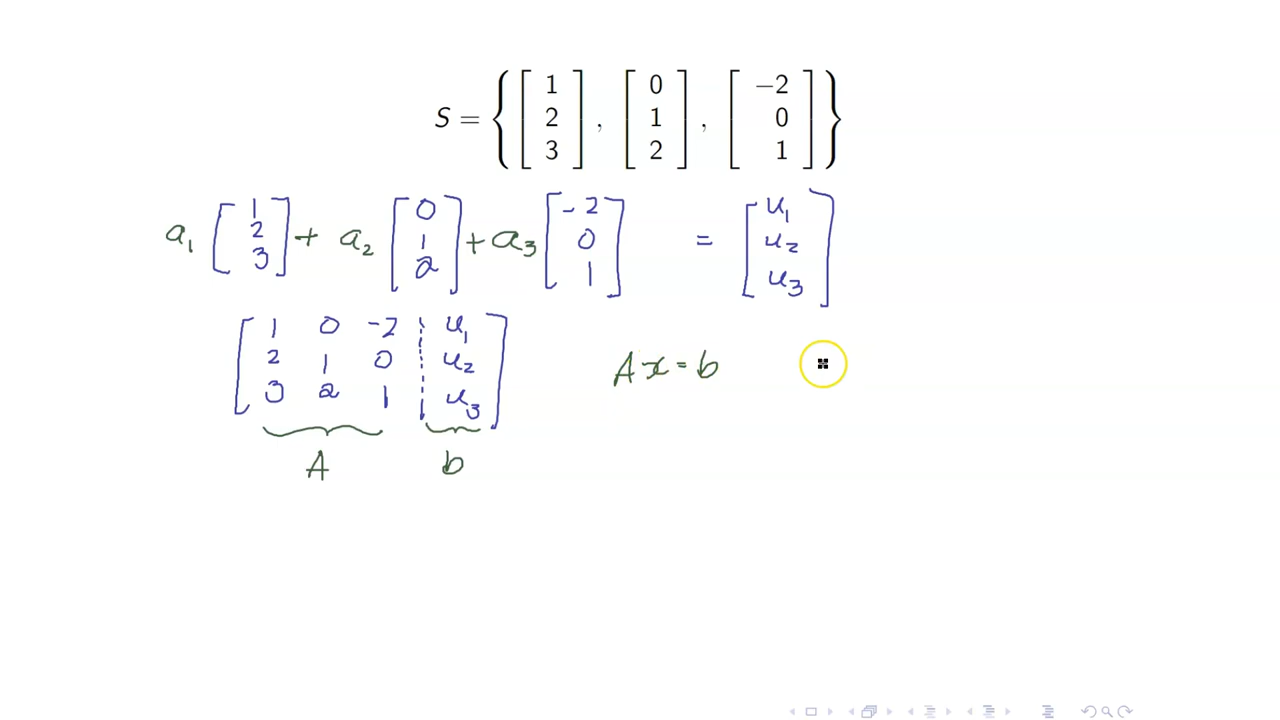 S = { [ 1 2 3 ] , [ 0 1 2 ] , [ −2 0 1 ] }
a₁ [ 1 2 3 ] + a₂ [ 0 1 2 ] + a₃ [ -2 0 1 ] = [ u₁ u₂ u₃ ]
[ 1 0 -2 ¦ u₁
2 1 0 ¦ u₂
3 2 1 ¦ u₃ ]
Ax = b
A b